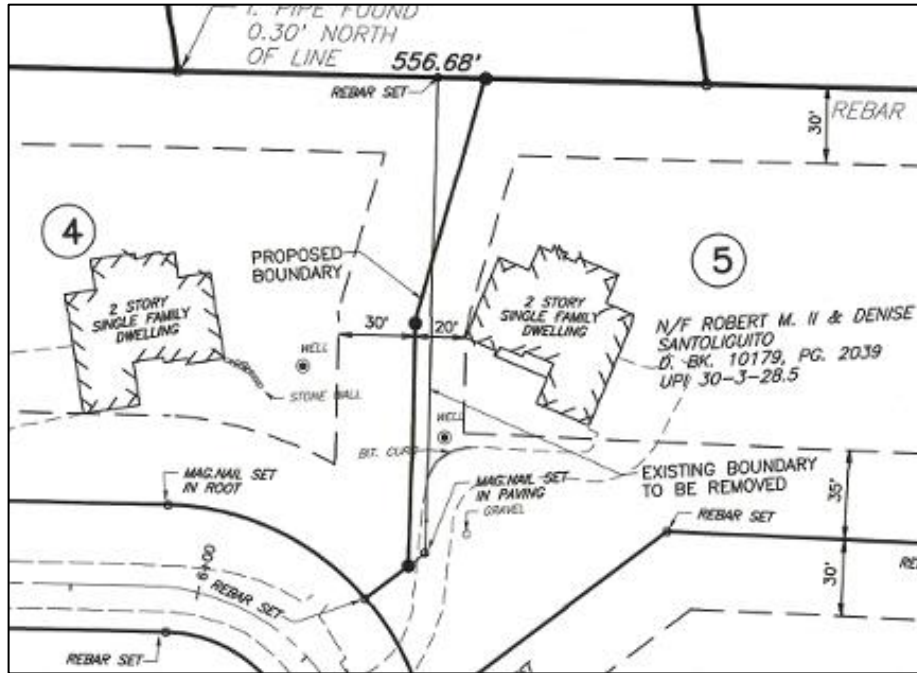 I. PIPE FOUND
0.30' NORTH
OF LINE
556.68'
REBAR SET
REBAR
30'
4
PROPOSED
BOUNDARY
5
2 STORY
SINGLE FAMILY
DWELLING
2 STORY
SINGLE FAMILY
DWELLING
30'
20'
N/F ROBERT M. II & DENISE
SANTOLIGUITO
D. BK. 10179, PG. 2039
UPI 30-3-28.5
WELL
STONE WALL
WELL
BIT. CURB
MAG.NAIL SET
IN ROOT
MAG.NAIL SET
IN PAVING
GRAVEL
EXISTING BOUNDARY
TO BE REMOVED
35'
REBAR SET
6+00
REBAR SET
30'
REBAR SET